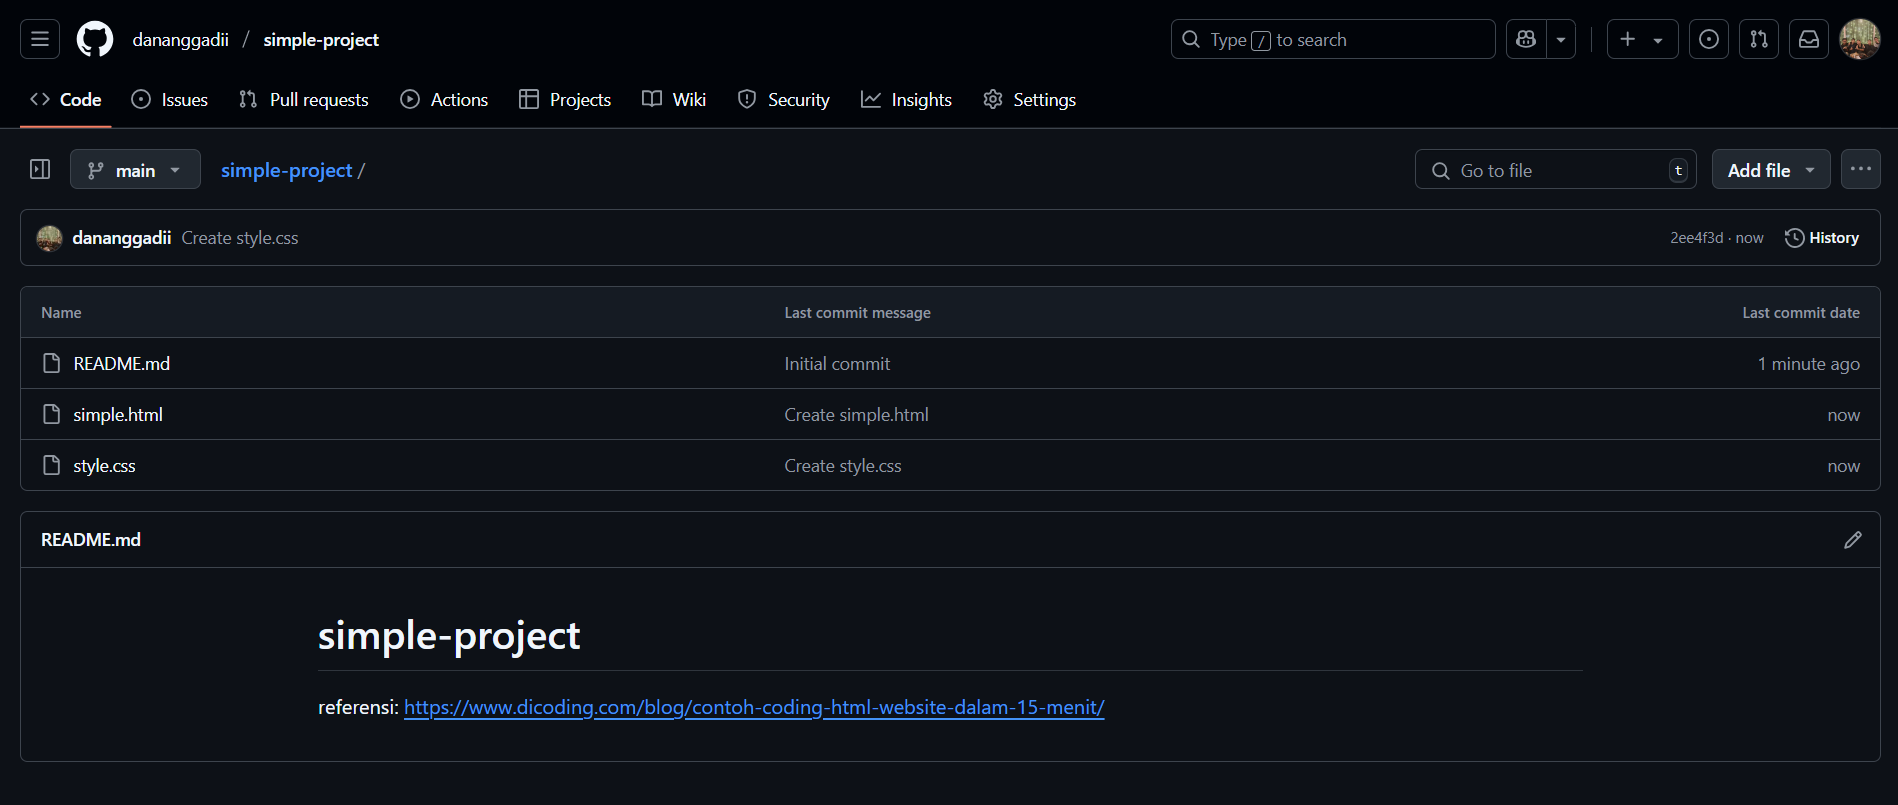 dananggadii / simple-project
Type / to search
Code Issues Pull requests Actions Projects Wiki Security Insights Settings
main simple-project /
Go to file t Add file
dananggadii Create style.css 2ee4f3d · now History
Name Last commit message Last commit date
README.md Initial commit 1 minute ago
simple.html Create simple.html now
style.css Create style.css now
README.md
simple-project
referensi: https://www.dicoding.com/blog/contoh-coding-html-website-dalam-15-menit/